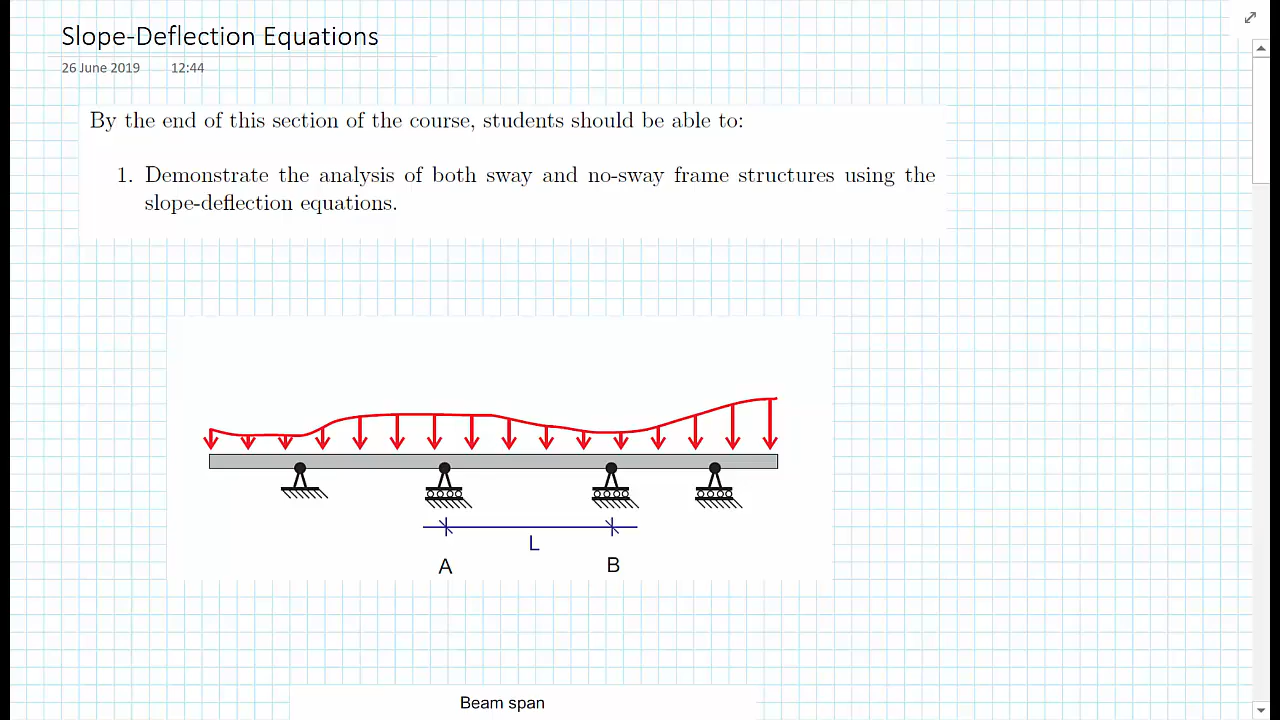 Slope-Deflection Equations
26 June 2019 12:44
By the end of this section of the course, students should be able to:
1. Demonstrate the analysis of both sway and no-sway frame structures using the
slope-deflection equations.
L
A B
Beam span